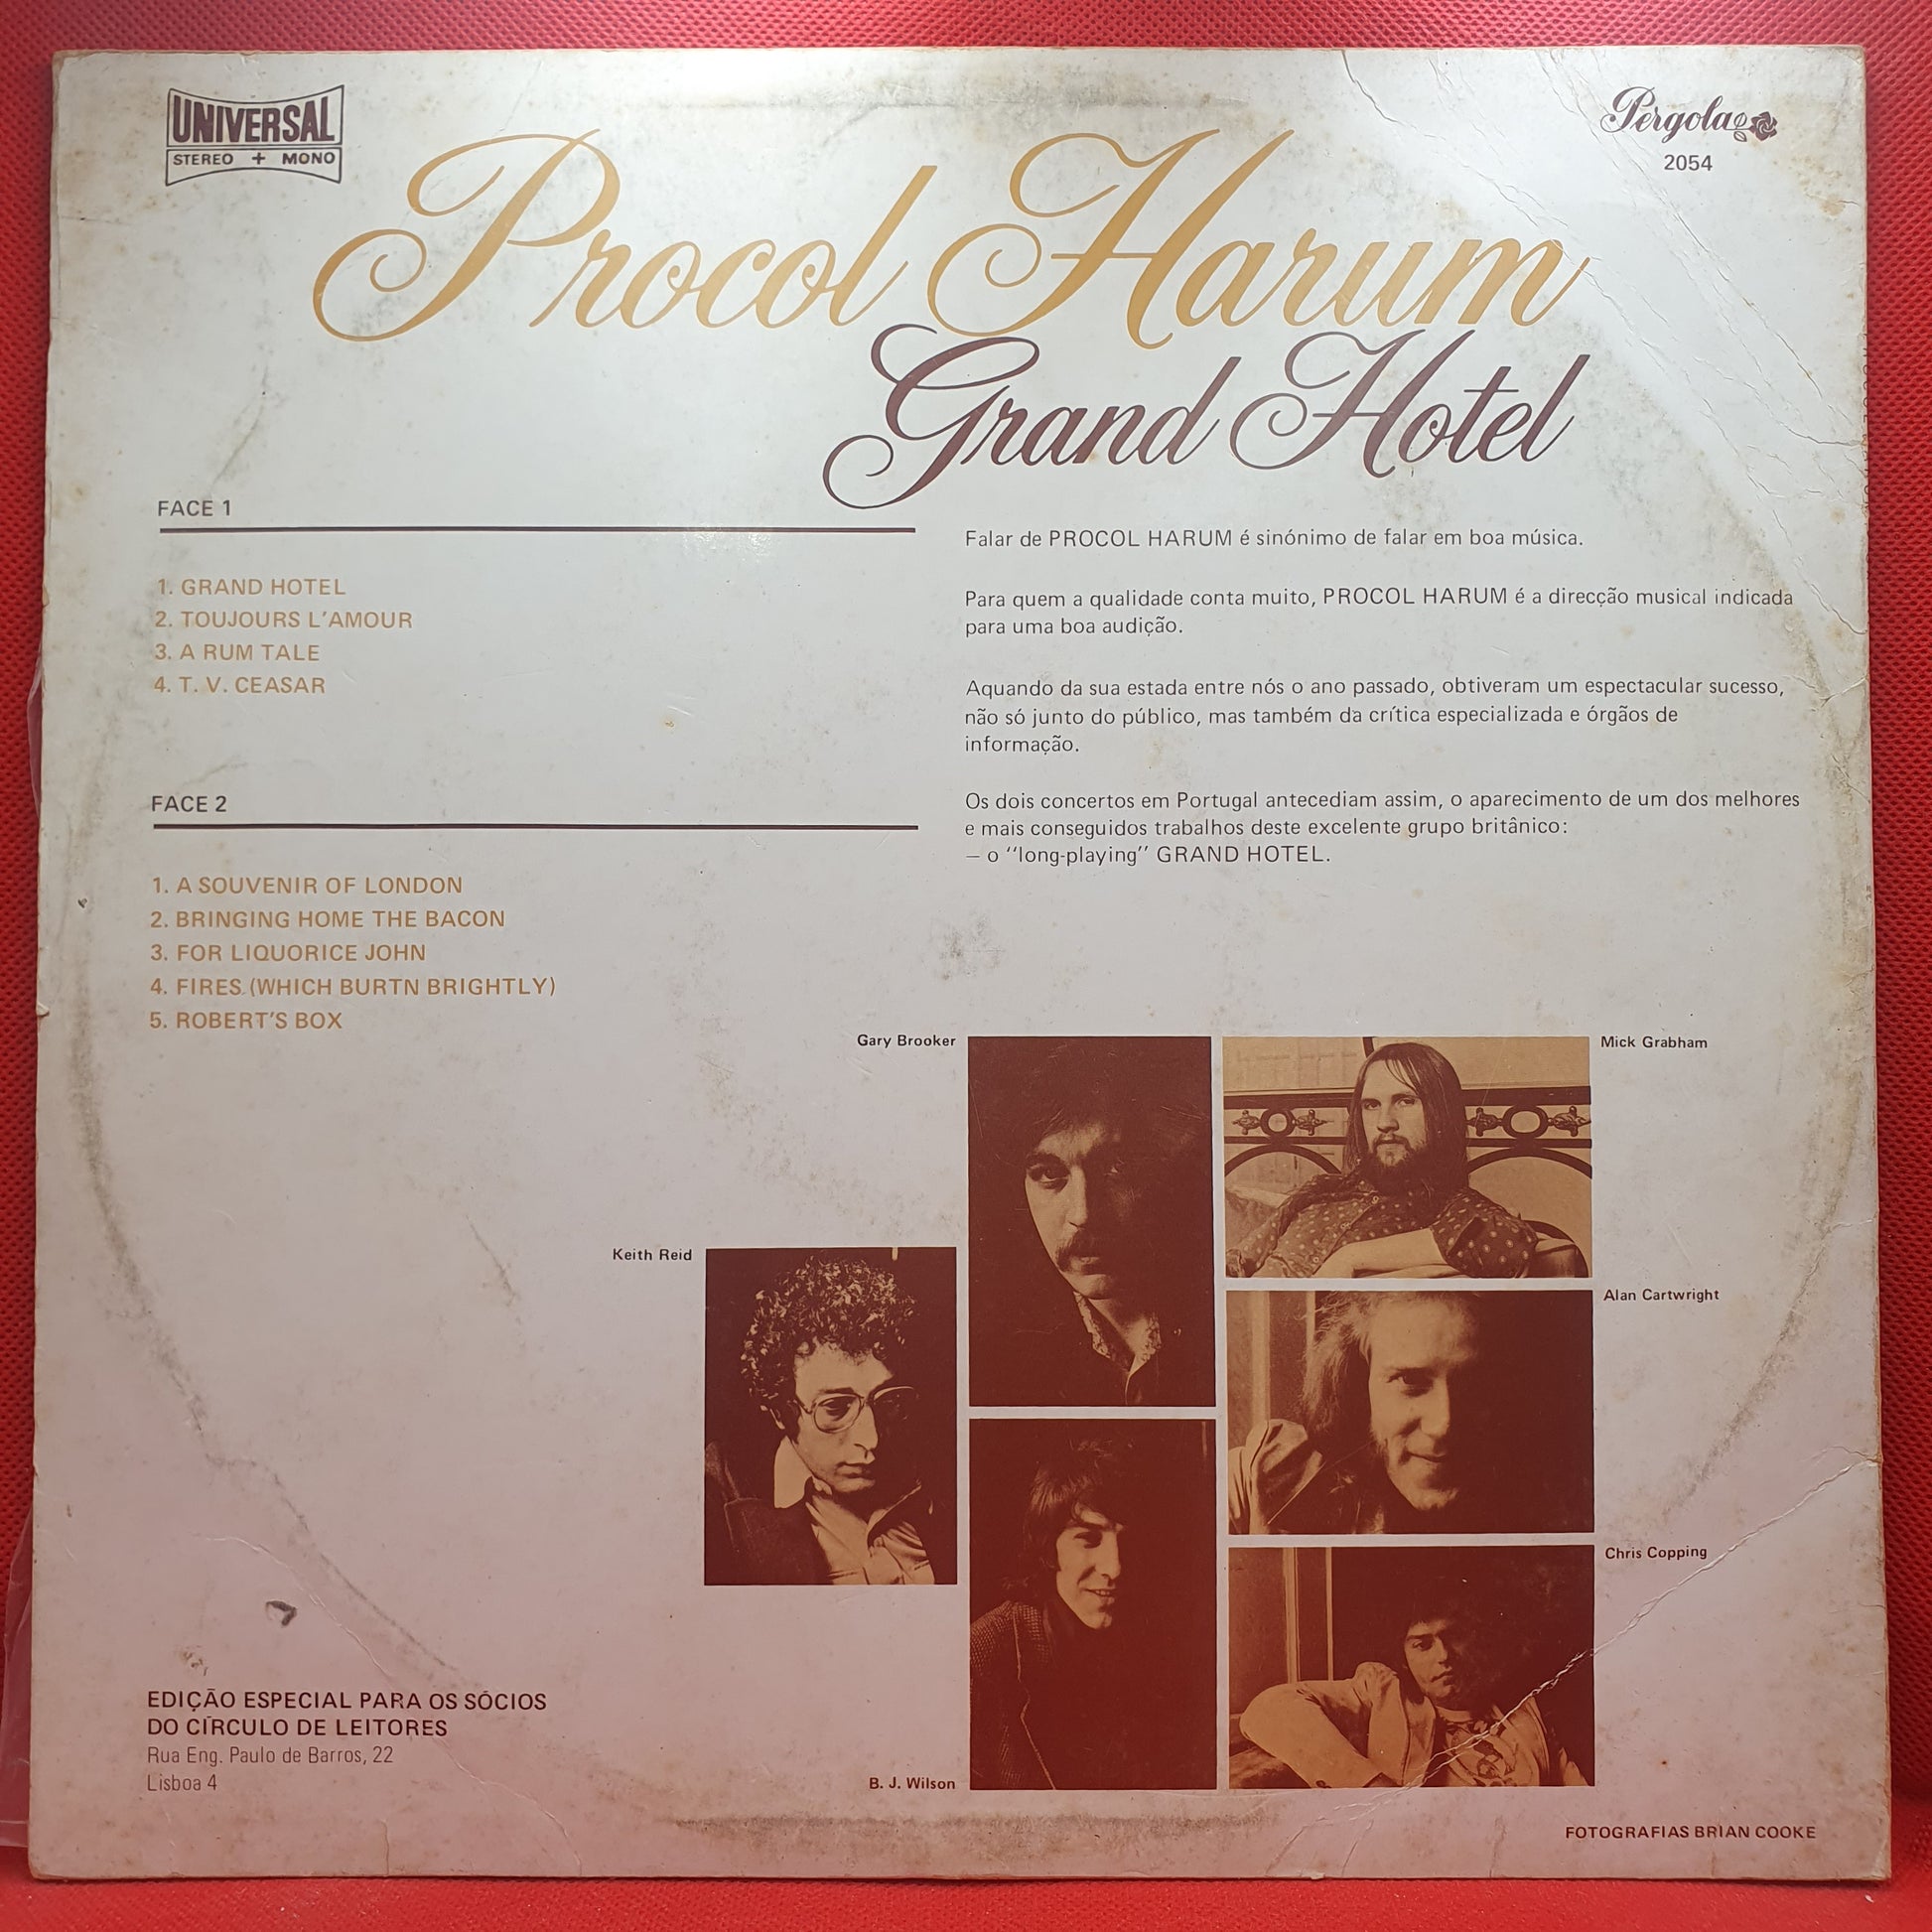 UNIVERSAL
STEREO + MONO
Pergola
2054
Procol Harum
Grand Hotel
FACE 1
1. GRAND HOTEL
2. TOUJOURS L'AMOUR
3. A RUM TALE
4. T. V. CEASAR
FACE 2
1. A SOUVENIR OF LONDON
2. BRINGING HOME THE BACON
3. FOR LIQUORICE JOHN
4. FIRES (WHICH BURTN BRIGHTLY)
5. ROBERT'S BOX
Falar de PROCOL HARUM é sinónimo de falar em boa música.
Para quem a qualidade conta muito, PROCOL HARUM é a direcção musical indicada
para uma boa audição.
Aquando da sua estada entre nós o ano passado, obtiveram um espectacular sucesso,
não só junto do público, mas também da crítica especializada e órgãos de
informação.
Os dois concertos em Portugal antecediam assim, o aparecimento de um dos melhores
e mais conseguidos trabalhos deste excelente grupo britânico:
– o "long-playing" GRAND HOTEL.
Gary Brooker
Mick Grabham
Keith Reid
Alan Cartwright
Chris Copping
B. J. Wilson
EDIÇÃO ESPECIAL PARA OS SÓCIOS
DO CÍRCULO DE LEITORES
Rua Eng. Paulo de Barros, 22
Lisboa 4
FOTOGRAFIAS BRIAN COOKE